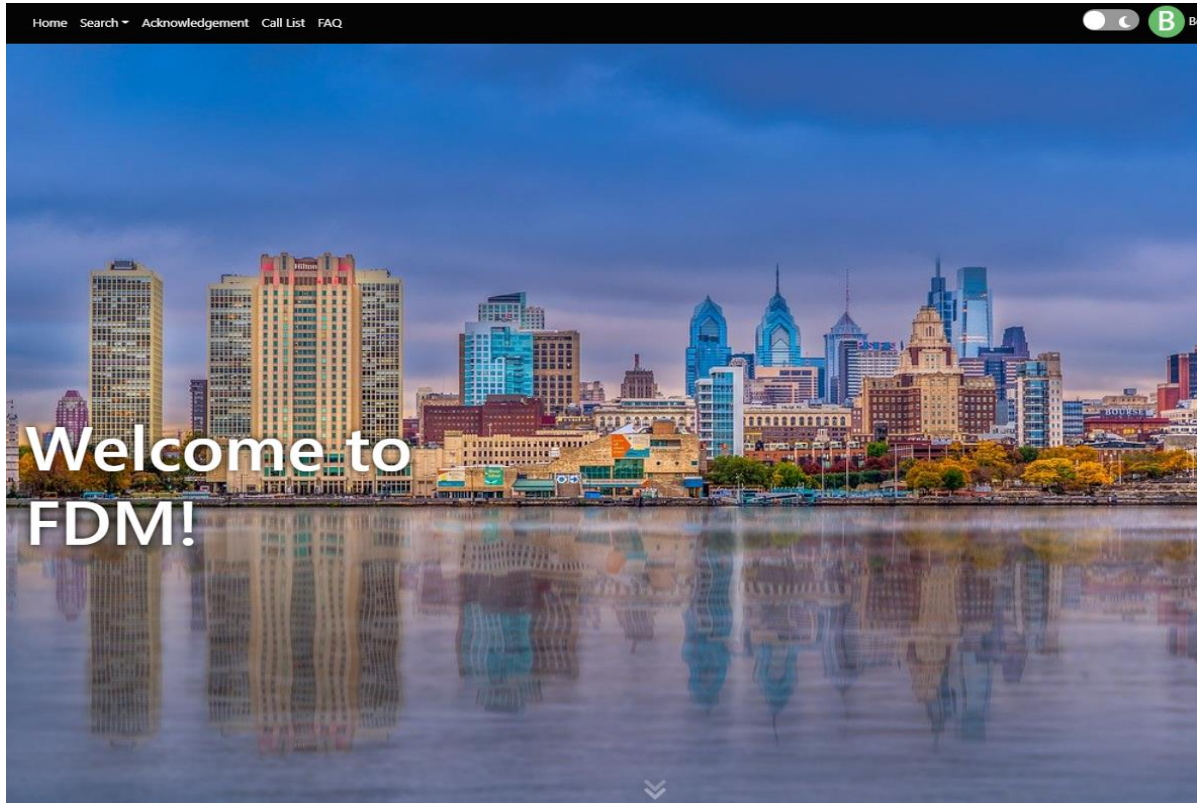 Home Search Acknowledgement Call List FAQ
B
Hilton
BOURSE
Welcome to
FDM!